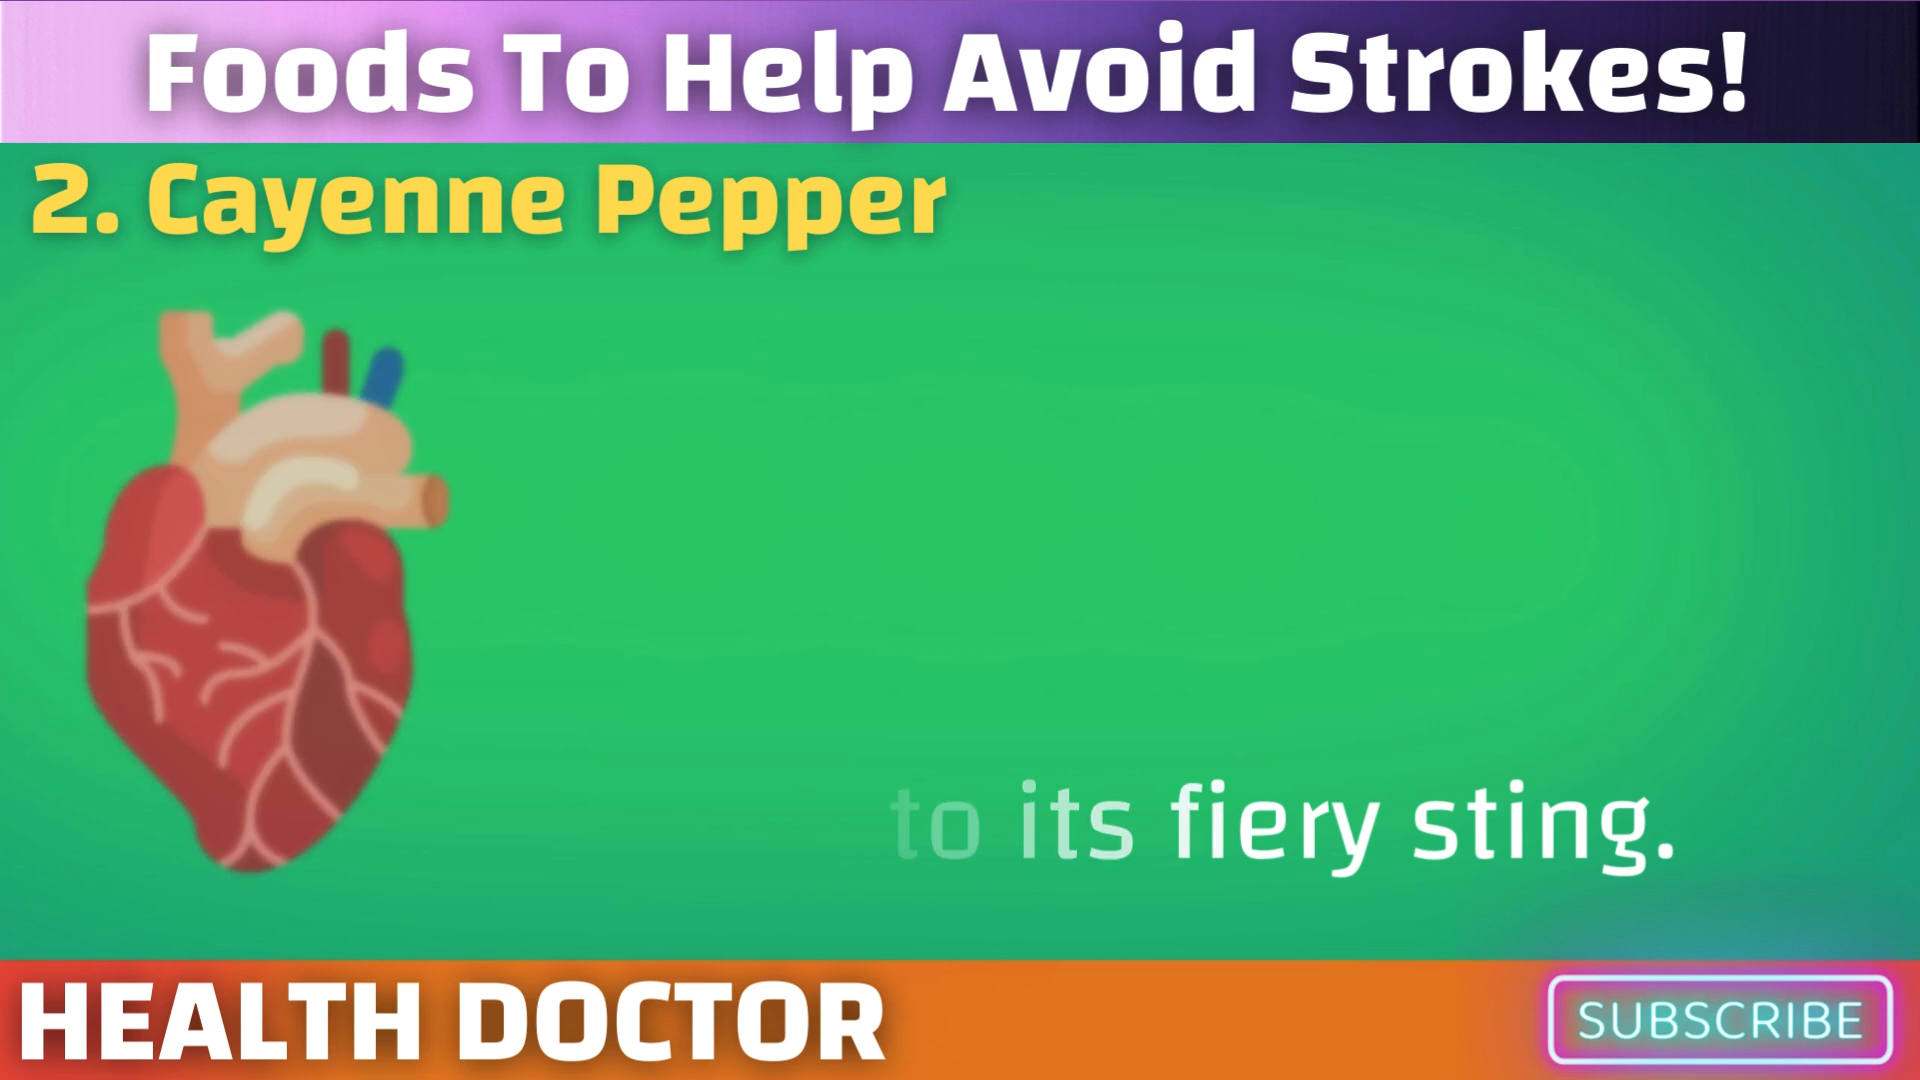 Foods To Help Avoid Strokes!
2. Cayenne Pepper
to its fiery sting.
HEALTH DOCTOR
SUBSCRIBE